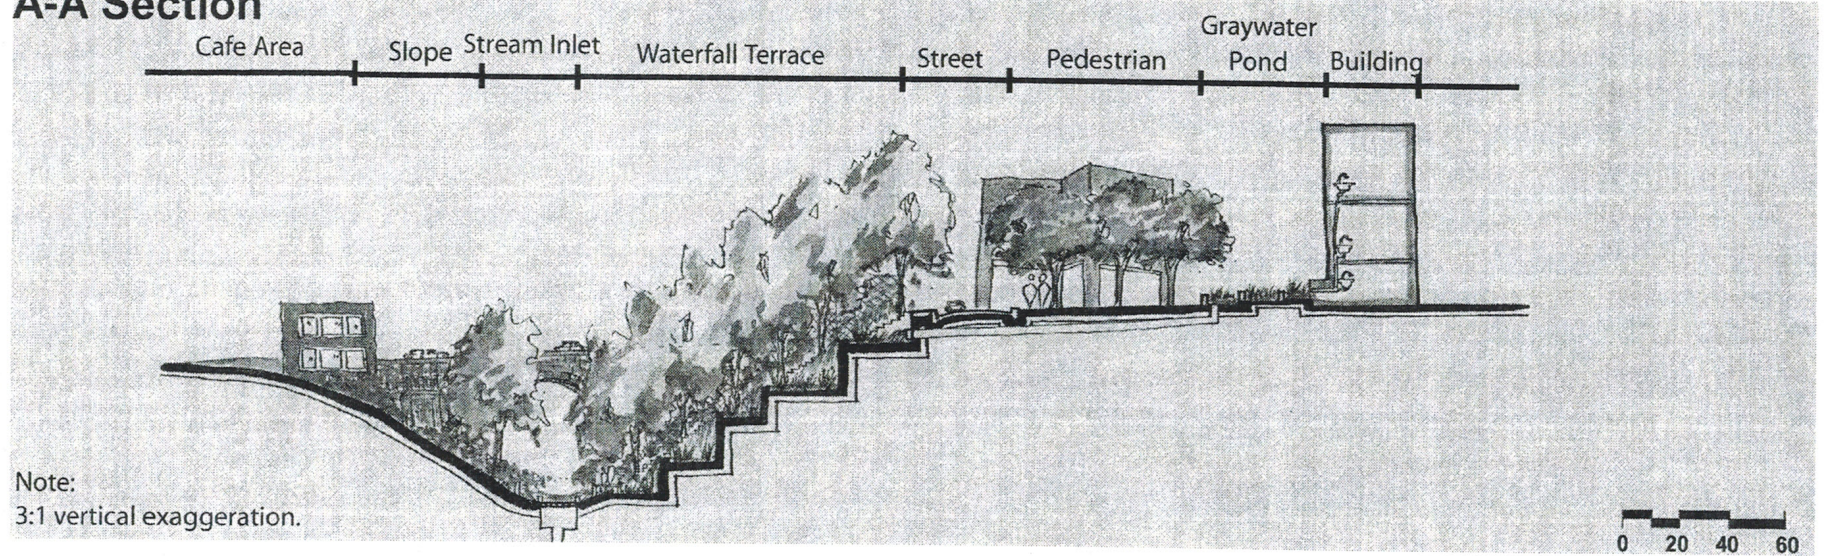 A-A Section
Cafe Area
Slope
Stream Inlet
Waterfall Terrace
Street
Pedestrian
Graywater
Pond
Building
Note:
3:1 vertical exaggeration.
0 20 40 60